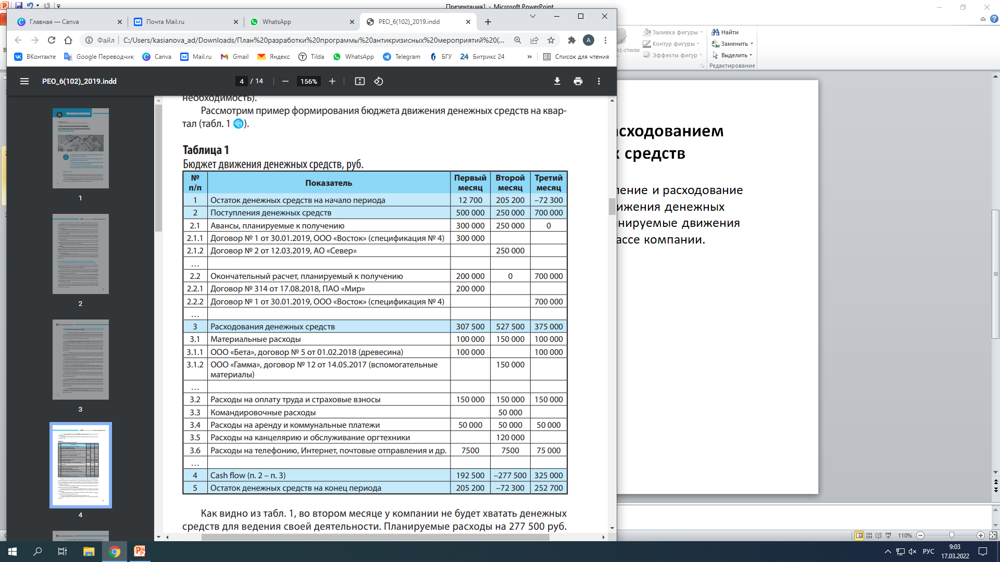 Презентация1 - Microsoft PowerPoint
Главная — Canva
Почта Mail.ru
WhatsApp
PEO_6(102)_2019.indd
Файл
C:/Users/kasianova_ad/Downloads/План%20разработки%20программы%20антикризисных%20мероприятий%20(...
A
ВКонтакте
Google Переводчик
Canva
Mail.ru
Gmail
Яндекс
Tilda
WhatsApp
Telegram
БГУ
24 Битрикс 24
»
Список для чтения
Заливка фигуры
Контур фигуры
Эффекты фигур
сс-стили
Найти
Заменить
Выделить
Редактирование
PEO_6(102)_2019.indd
4 / 14
156%
1
2
3
4
необходимость).
Рассмотрим пример формирования бюджета движения денежных средств на квар-
тал (табл. 1 ).
Таблица 1
Бюджет движения денежных средств, руб.
№ п/п Показатель Первый месяц Второй месяц Третий месяц
1 Остаток денежных средств на начало периода 12 700 205 200 –72 300
2 Поступления денежных средств 500 000 250 000 700 000
2.1 Авансы, планируемые к получению 300 000 250 000 0
2.1.1 Договор № 1 от 30.01.2019, ООО «Восток» (спецификация № 4) 300 000
2.1.2 Договор № 2 от 12.03.2019, АО «Север» 250 000
…
2.2 Окончательный расчет, планируемый к получению 200 000 0 700 000
2.2.1 Договор № 314 от 17.08.2018, ПАО «Мир» 200 000
2.2.2 Договор № 1 от 30.01.2019, ООО «Восток» (спецификация № 4) 700 000
…
3 Расходования денежных средств 307 500 527 500 375 000
3.1 Материальные расходы 100 000 150 000 100 000
3.1.1 ООО «Бета», договор № 5 от 01.02.2018 (древесина) 100 000 100 000
3.1.2 ООО «Гамма», договор № 12 от 14.05.2017 (вспомогательные 150 000
материалы)
…
3.2 Расходы на оплату труда и страховые взносы 150 000 150 000 150 000
3.3 Командировочные расходы 50 000
3.4 Расходы на аренду и коммунальные платежи 50 000 50 000 50 000
3.5 Расходы на канцелярию и обслуживание оргтехники 120 000
3.6 Расходы на телефонию, Интернет, почтовые отправления и др. 7500 7500 75 000
…
4 Cash flow (п. 2 – п. 3) 192 500 –277 500 325 000
5 Остаток денежных средств на конец периода 205 200 –72 300 252 700
Как видно из табл. 1, во втором месяце у компании не будет хватать денежных
средств для ведения своей деятельности. Планируемые расходы на 277 500 руб.
сходованием
средств
ление и расходование
ижения денежных
нируемые движения
ассе компании.
110%
РУС
9:03
17.03.2022